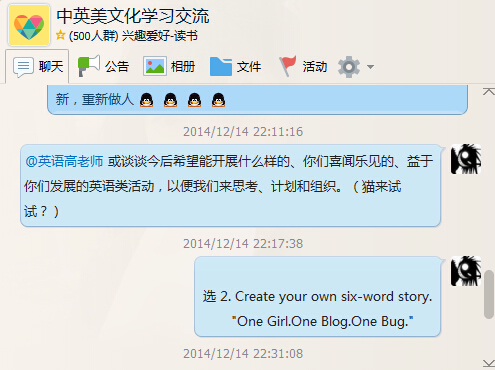 中英美文化学习交流
(500人群) 兴趣爱好-读书
聊天 公告 相册 文件 活动
新，重新做人
2014/12/14 22:11:16
@英语高老师 或谈谈今后希望能开展什么样的、你们喜闻乐见的、益于
你们发展的英语类活动，以便我们来思考、计划和组织。（猫来试
试？）
2014/12/14 22:17:38
选 2. Create your own six-word story.
"One Girl.One Blog.One Bug."
2014/12/14 22:31:08